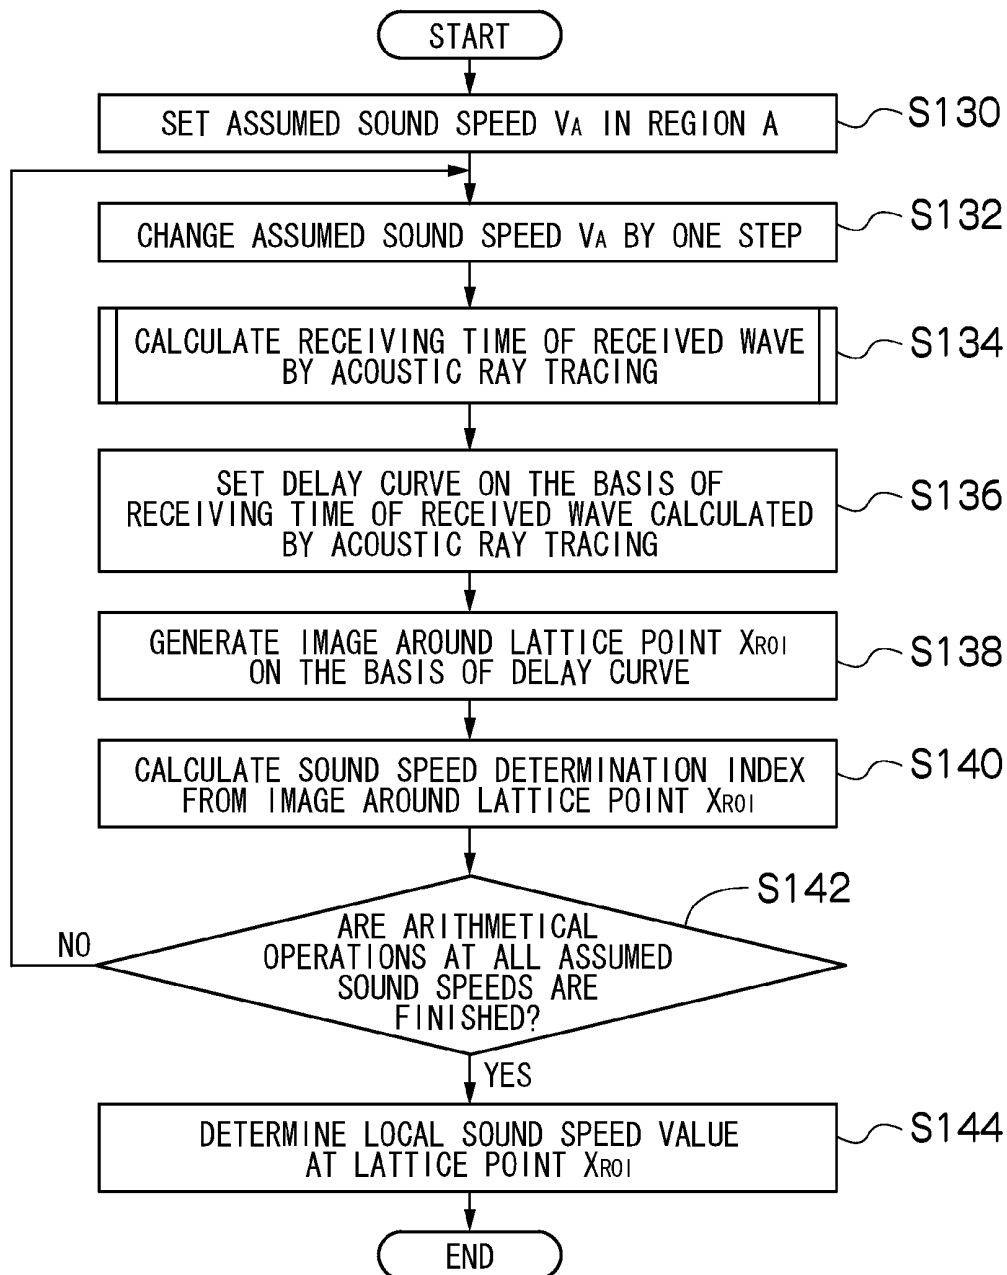 START
SET ASSUMED SOUND SPEED VA IN REGION A
S130
CHANGE ASSUMED SOUND SPEED VA BY ONE STEP
S132
CALCULATE RECEIVING TIME OF RECEIVED WAVE
BY ACOUSTIC RAY TRACING
S134
SET DELAY CURVE ON THE BASIS OF
RECEIVING TIME OF RECEIVED WAVE CALCULATED
BY ACOUSTIC RAY TRACING
S136
GENERATE IMAGE AROUND LATTICE POINT XROI
ON THE BASIS OF DELAY CURVE
S138
CALCULATE SOUND SPEED DETERMINATION INDEX
FROM IMAGE AROUND LATTICE POINT XROI
S140
S142
ARE ARITHMETICAL
OPERATIONS AT ALL ASSUMED
SOUND SPEEDS ARE
FINISHED?
NO
YES
DETERMINE LOCAL SOUND SPEED VALUE
AT LATTICE POINT XROI
S144
END